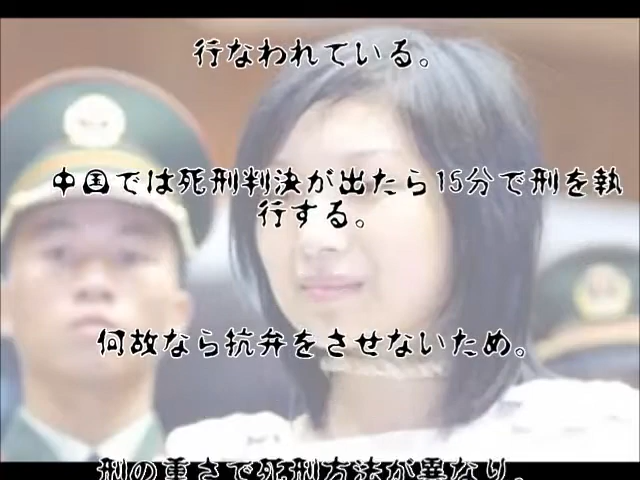 行なわれている。
中国では死刑判決が出たら15分で刑を執
行する。
何故なら抗弁をさせないため。
刑の重さで死刑方法が異なり、